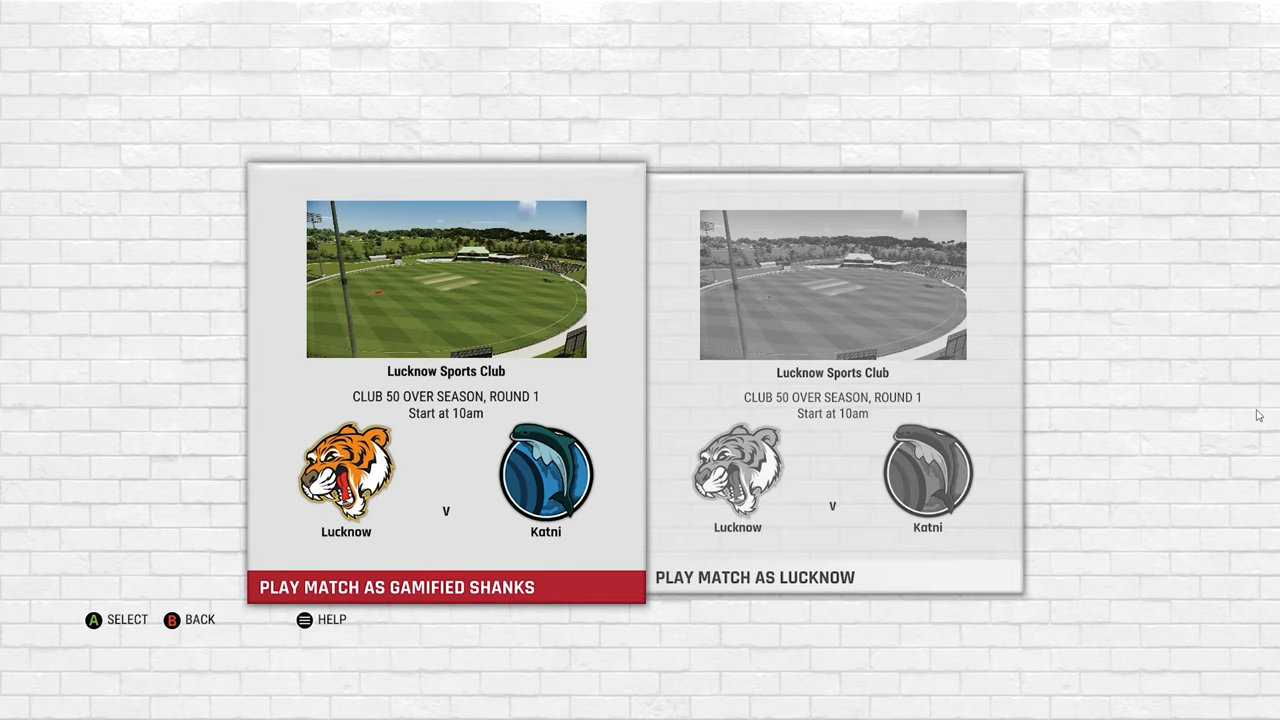 Lucknow Sports Club
CLUB 50 OVER SEASON, ROUND 1
Start at 10am
V
Lucknow
Katni
PLAY MATCH AS GAMIFIED SHANKS
Lucknow Sports Club
CLUB 50 OVER SEASON, ROUND 1
Start at 10am
V
Lucknow
Katni
PLAY MATCH AS LUCKNOW
A SELECT B BACK HELP